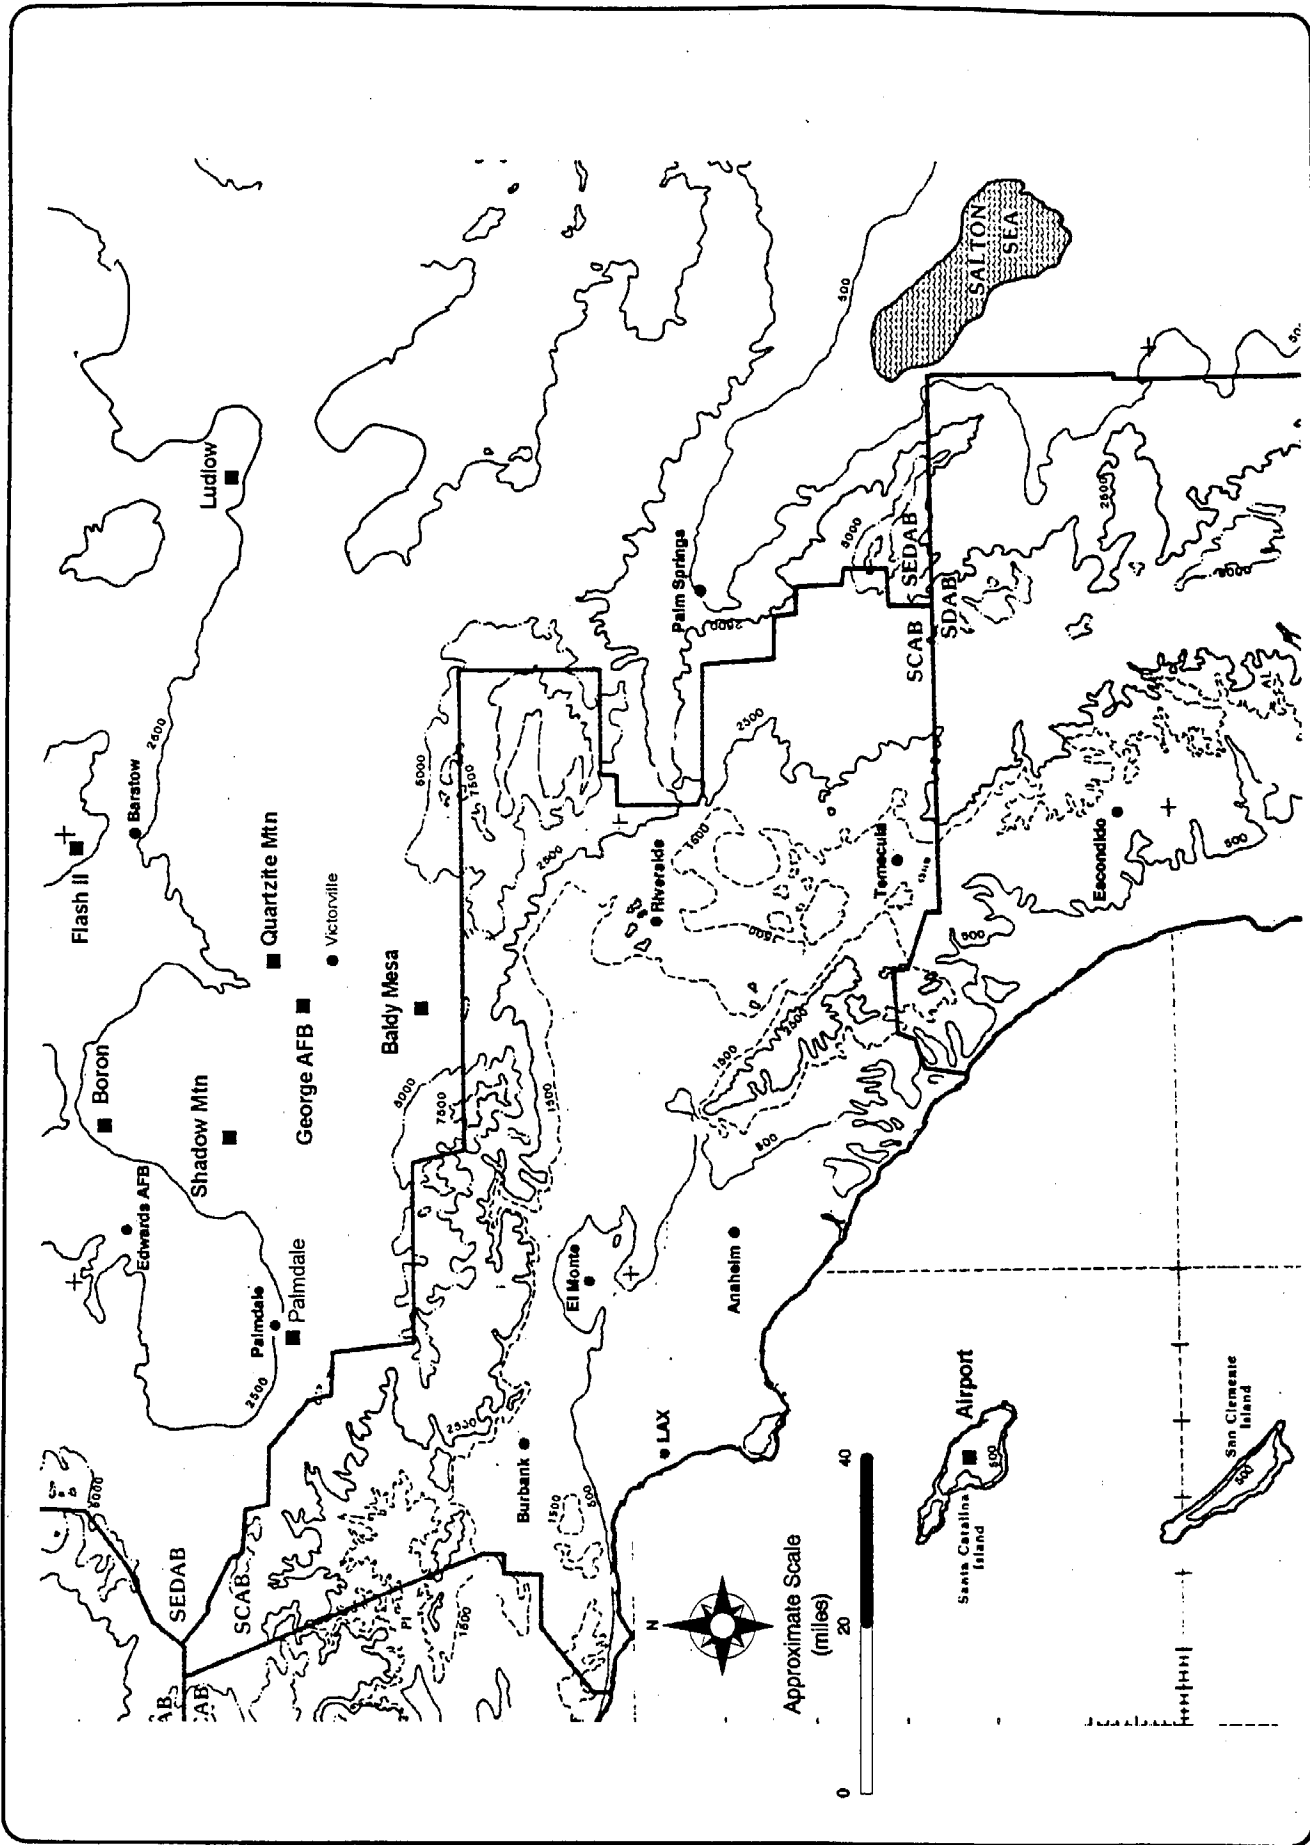 Flash II
Barstow
2500
Ludlow
Boron
Quartzite Mtn
Victorville
Edwards AFB
Shadow Mtn
George AFB
Baldy Mesa
5000
7500
Palmdale
Palmdale
2500
5000
7500
2500
1500
5000
SEDAB
SCAB
2500
Burbank
El Monte
Riverside
1500
1500
Palm Springs
2500
500
SALTON
SEA
2500
1500
2500
500
1500
500
LAX
Anaheim
Temecula
SCAB
SEDAB
SDAB
5000
2500
500
Escondido
500
1500
N
Approximate Scale
(miles)
0
20
40
Airport
500
Santa Catalina
Island
San Clemente
Island
500